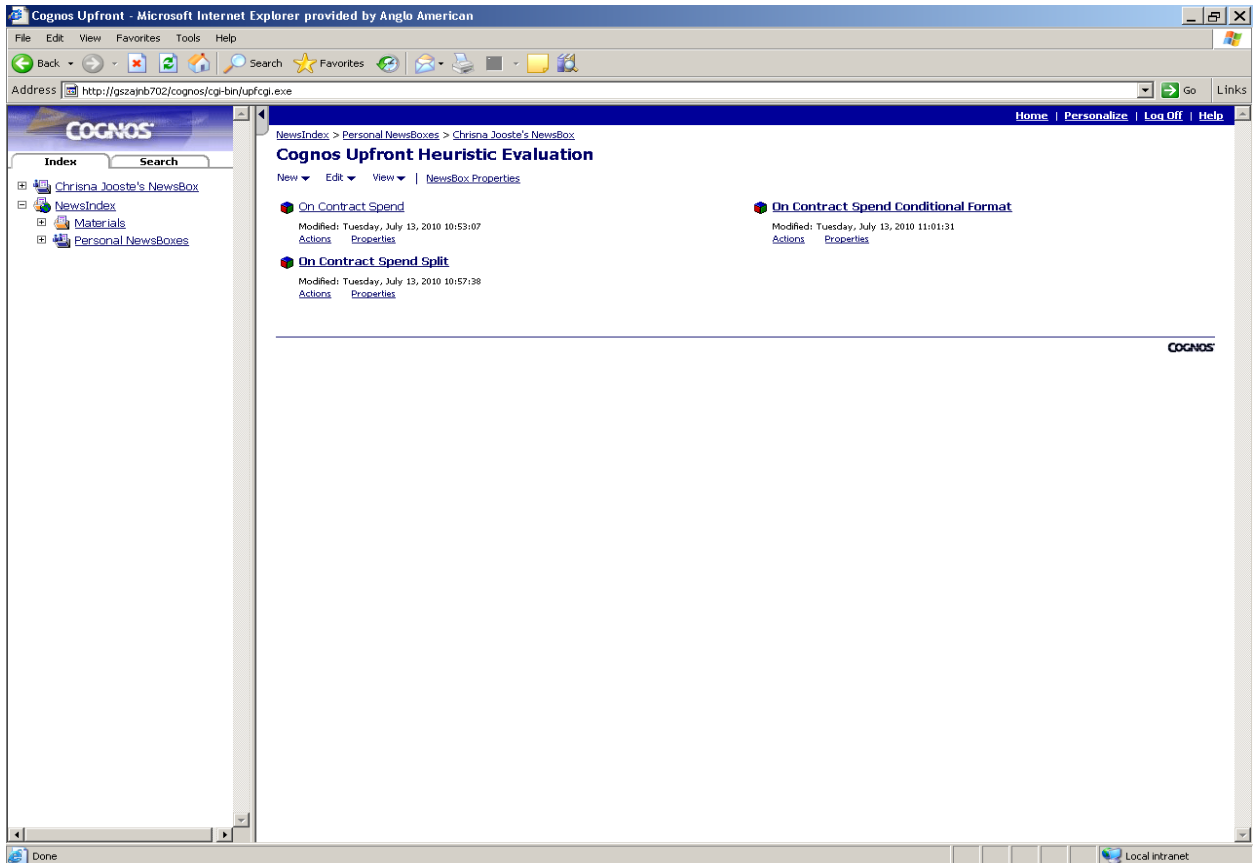 Cognos Upfront - Microsoft Internet Explorer provided by Anglo American
File Edit View Favorites Tools Help
Back Search Favorites
Address http://gszajnb702/cognos/cgi-bin/upfcgi.exe Go Links
COGNOS
Index Search
Chrisna Jooste's NewsBox
NewsIndex
Materials
Personal NewsBoxes
Home | Personalize | Log Off | Help
NewsIndex > Personal NewsBoxes > Chrisna Jooste's NewsBox
Cognos Upfront Heuristic Evaluation
New Edit View | NewsBox Properties
On Contract Spend
Modified: Tuesday, July 13, 2010 10:53:07
Actions Properties
On Contract Spend Conditional Format
Modified: Tuesday, July 13, 2010 11:01:31
Actions Properties
On Contract Spend Split
Modified: Tuesday, July 13, 2010 10:57:38
Actions Properties
COGNOS
Done Local intranet